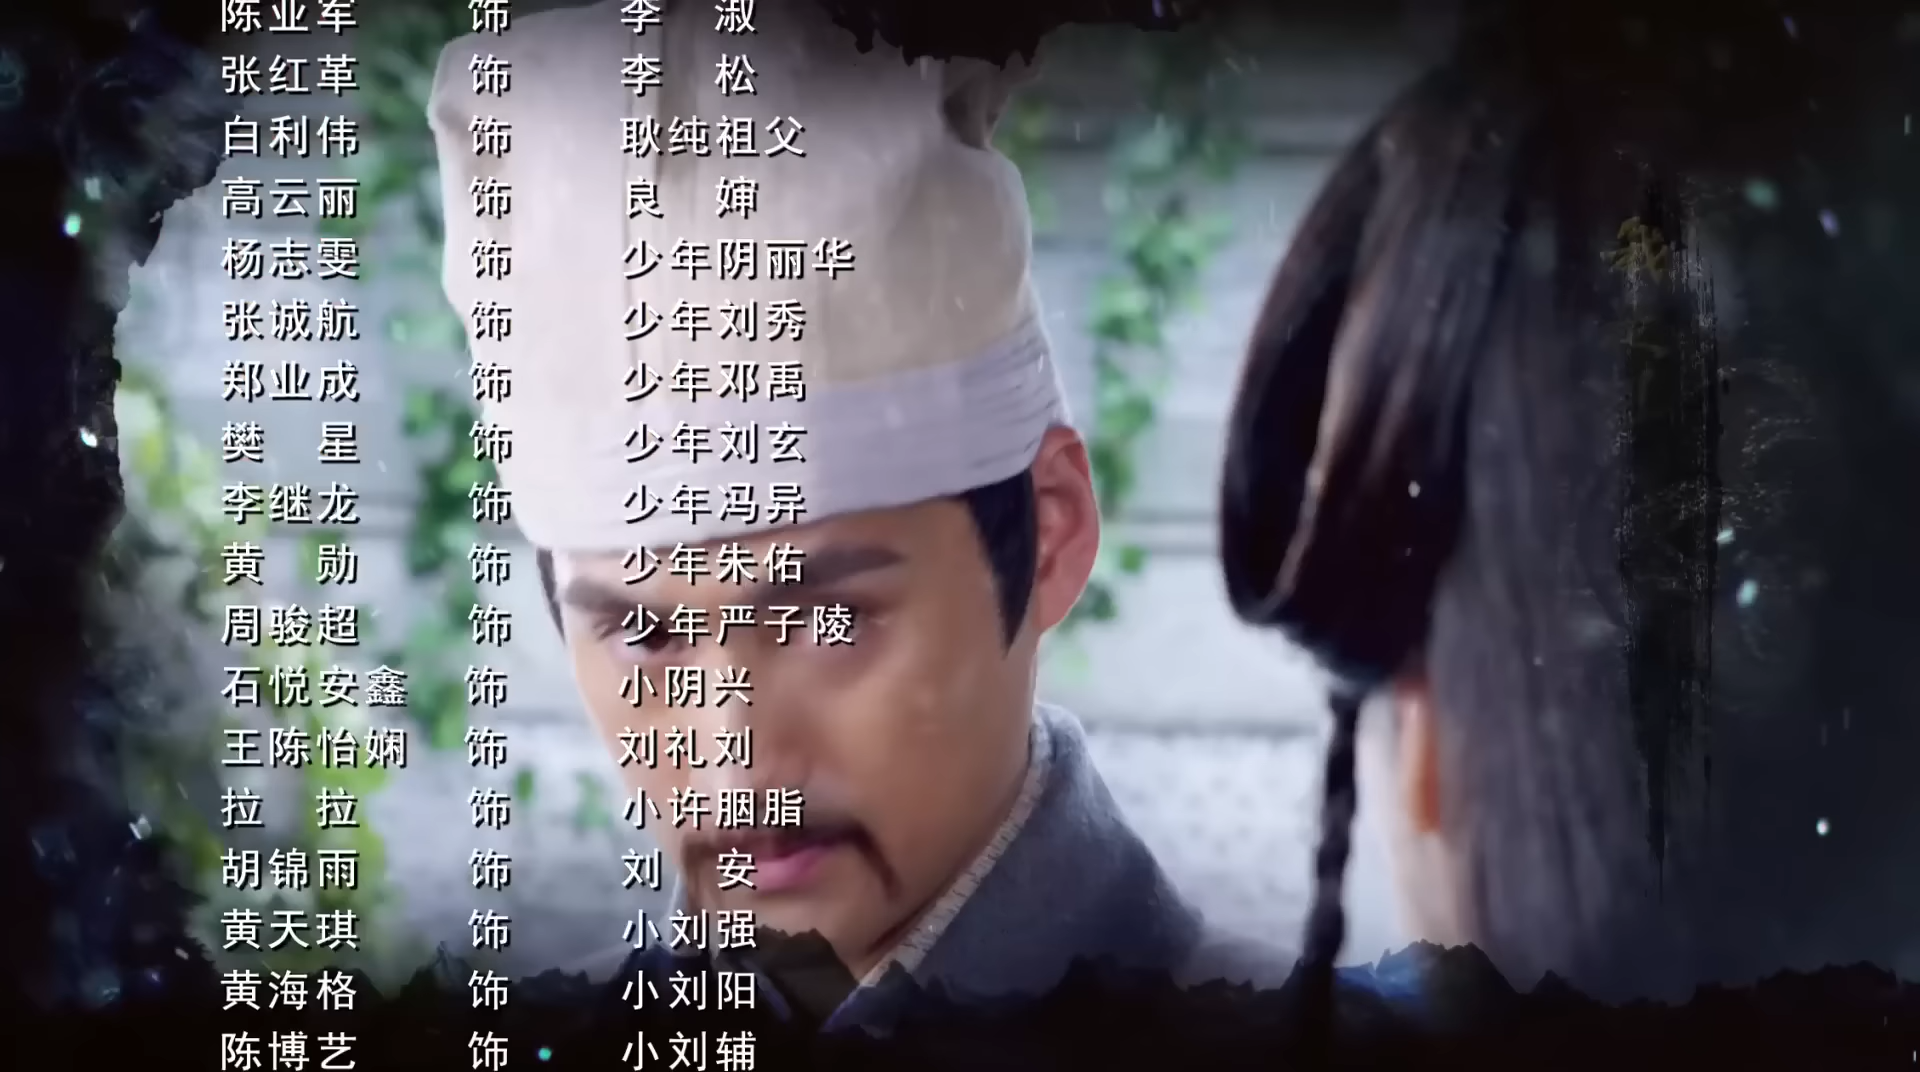 陈亚军 饰 李 淑
张红革 饰 李 松
白利伟 饰 耿纯祖父
高云丽 饰 良 婶
杨志雯 饰 少年阴丽华
张诚航 饰 少年刘秀
郑业成 饰 少年邓禹
樊 星 饰 少年刘玄
李继龙 饰 少年冯异
黄 勋 饰 少年朱佑
周骏超 饰 少年严子陵
石悦安鑫 饰 小阴兴
王陈怡娴 饰 刘礼刘
拉 拉 饰 小许胭脂
胡锦雨 饰 刘 安
黄天琪 饰 小刘强
黄海格 饰 小刘阳
陈博艺 饰 小刘辅